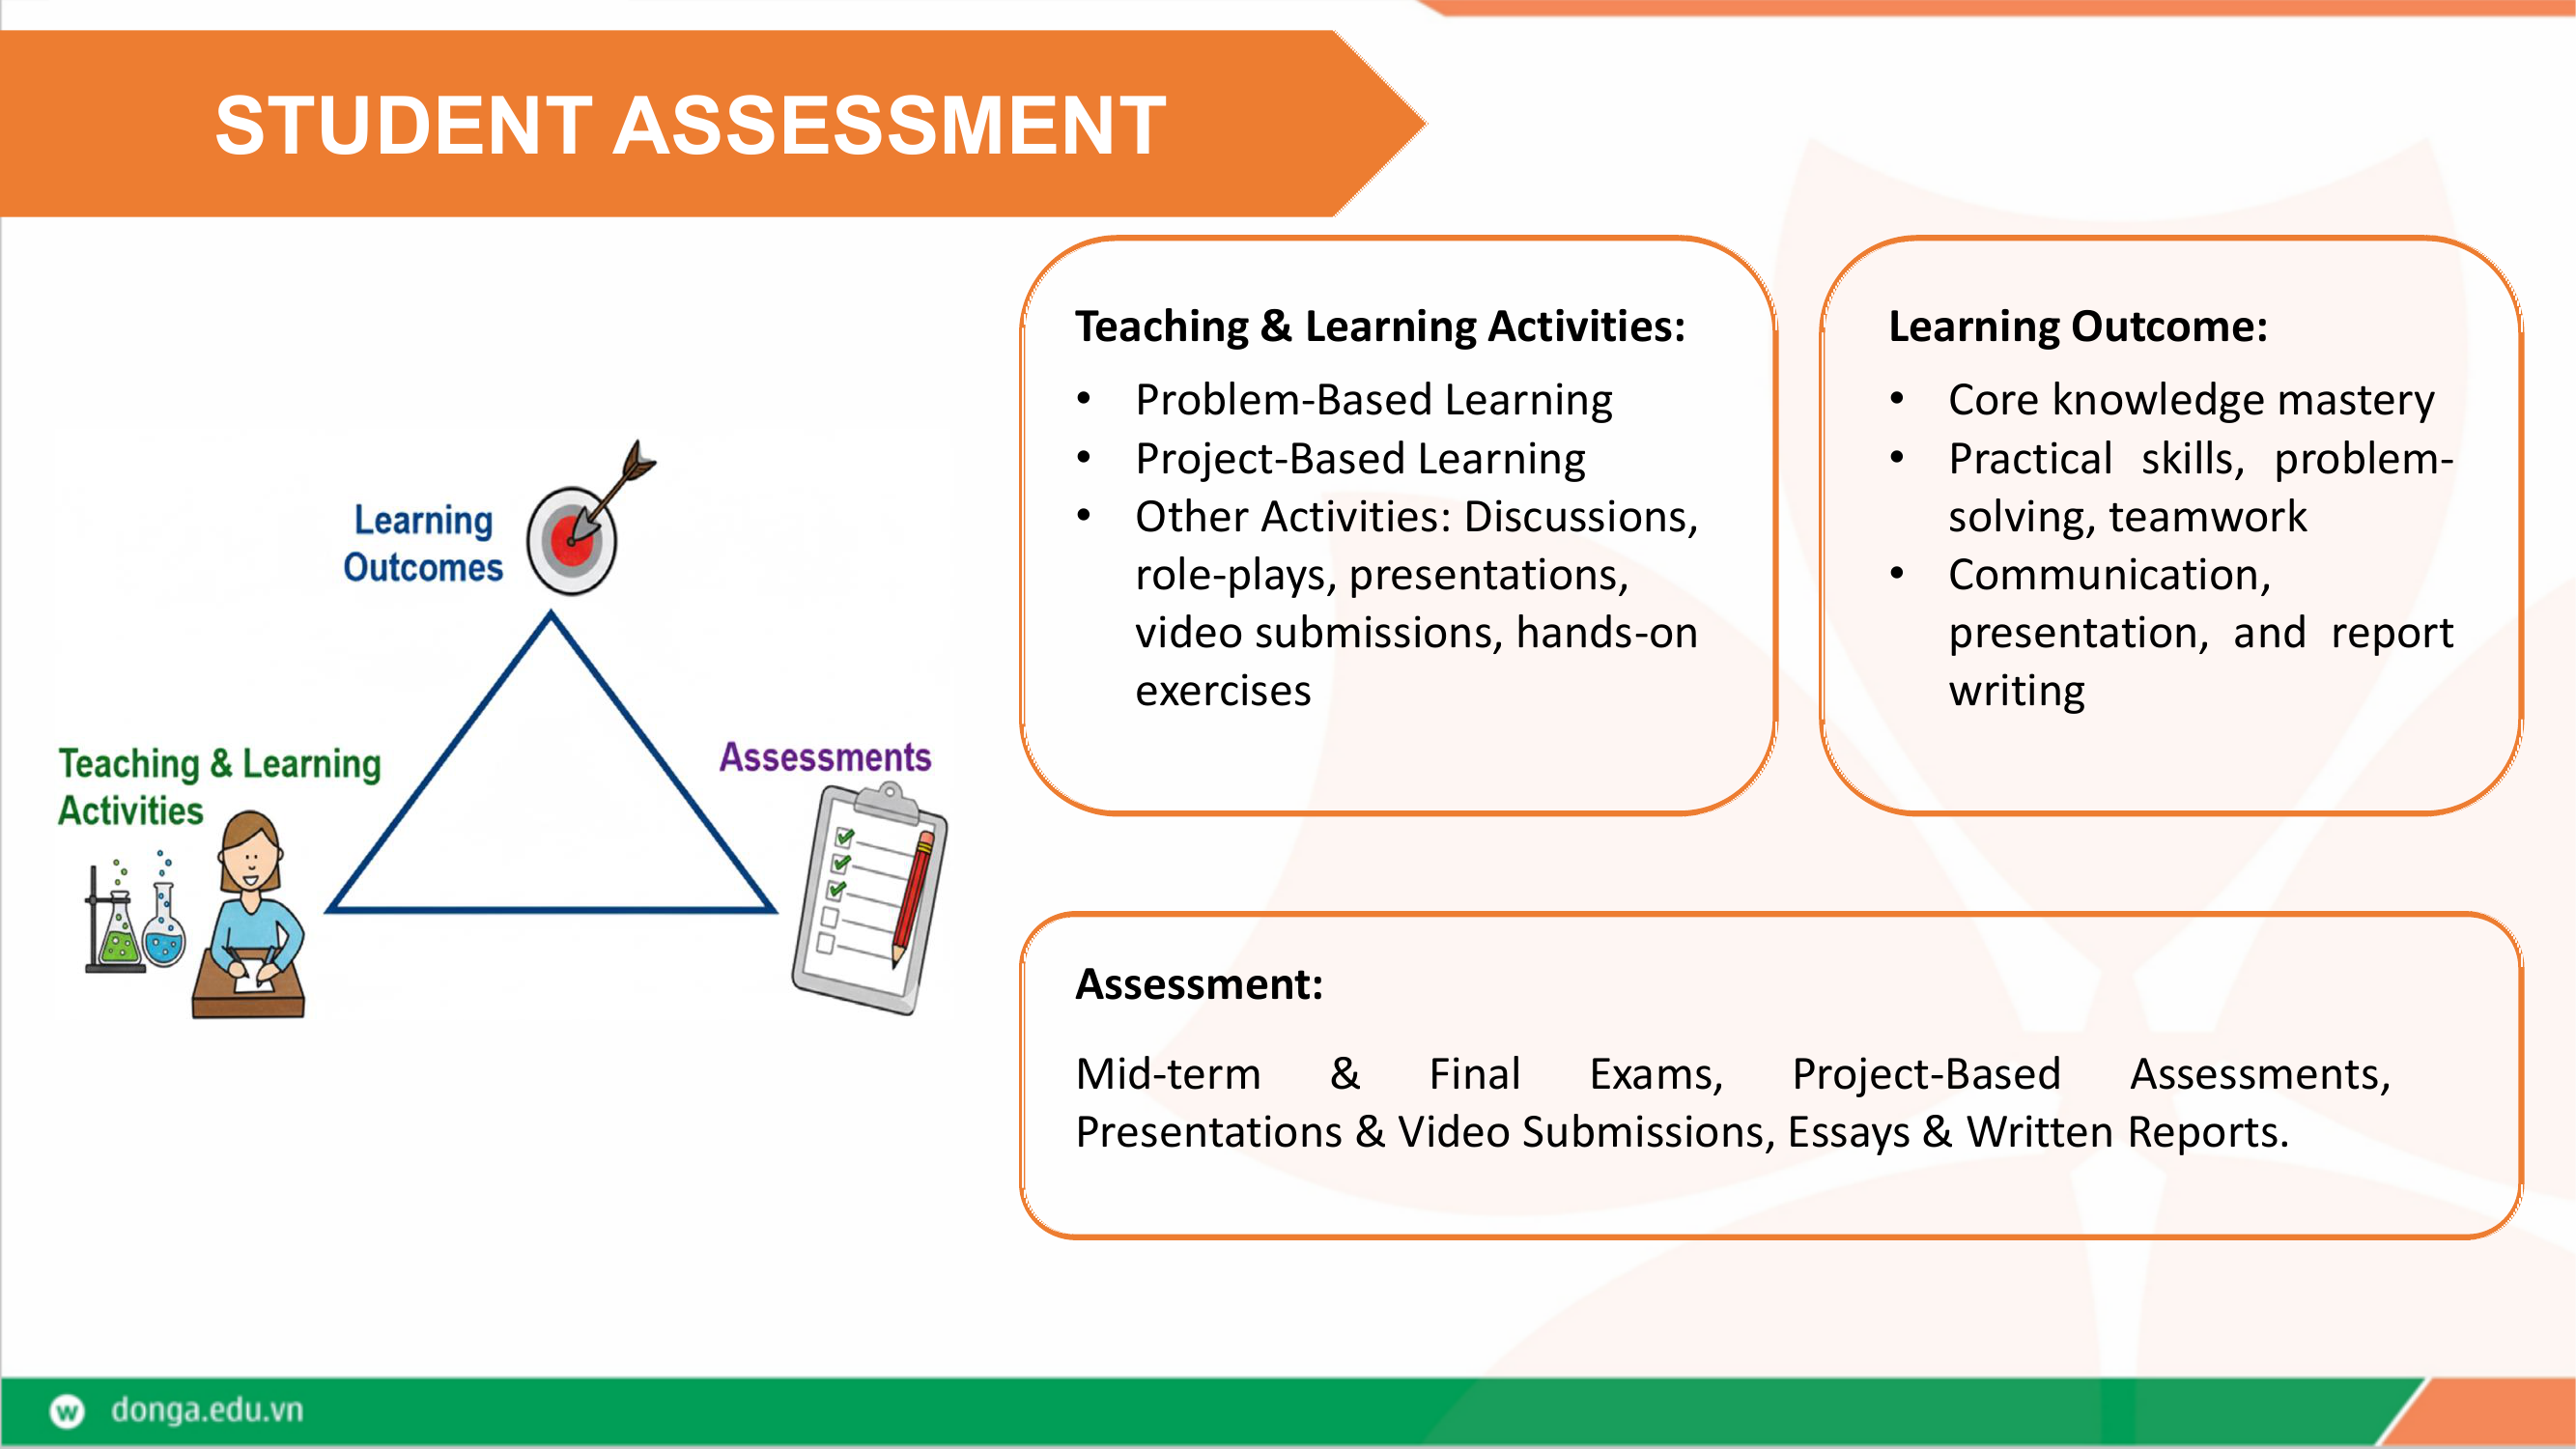 STUDENT ASSESSMENT
Learning
Outcomes
Teaching & Learning
Activities
Assessments
Teaching & Learning Activities:
• Problem-Based Learning
• Project-Based Learning
• Other Activities: Discussions,
role-plays, presentations,
video submissions, hands-on
exercises
Learning Outcome:
• Core knowledge mastery
• Practical skills, problem-
solving, teamwork
• Communication,
presentation, and report
writing
Assessment:
Mid-term & Final Exams, Project-Based Assessments,
Presentations & Video Submissions, Essays & Written Reports.
w donga.edu.vn